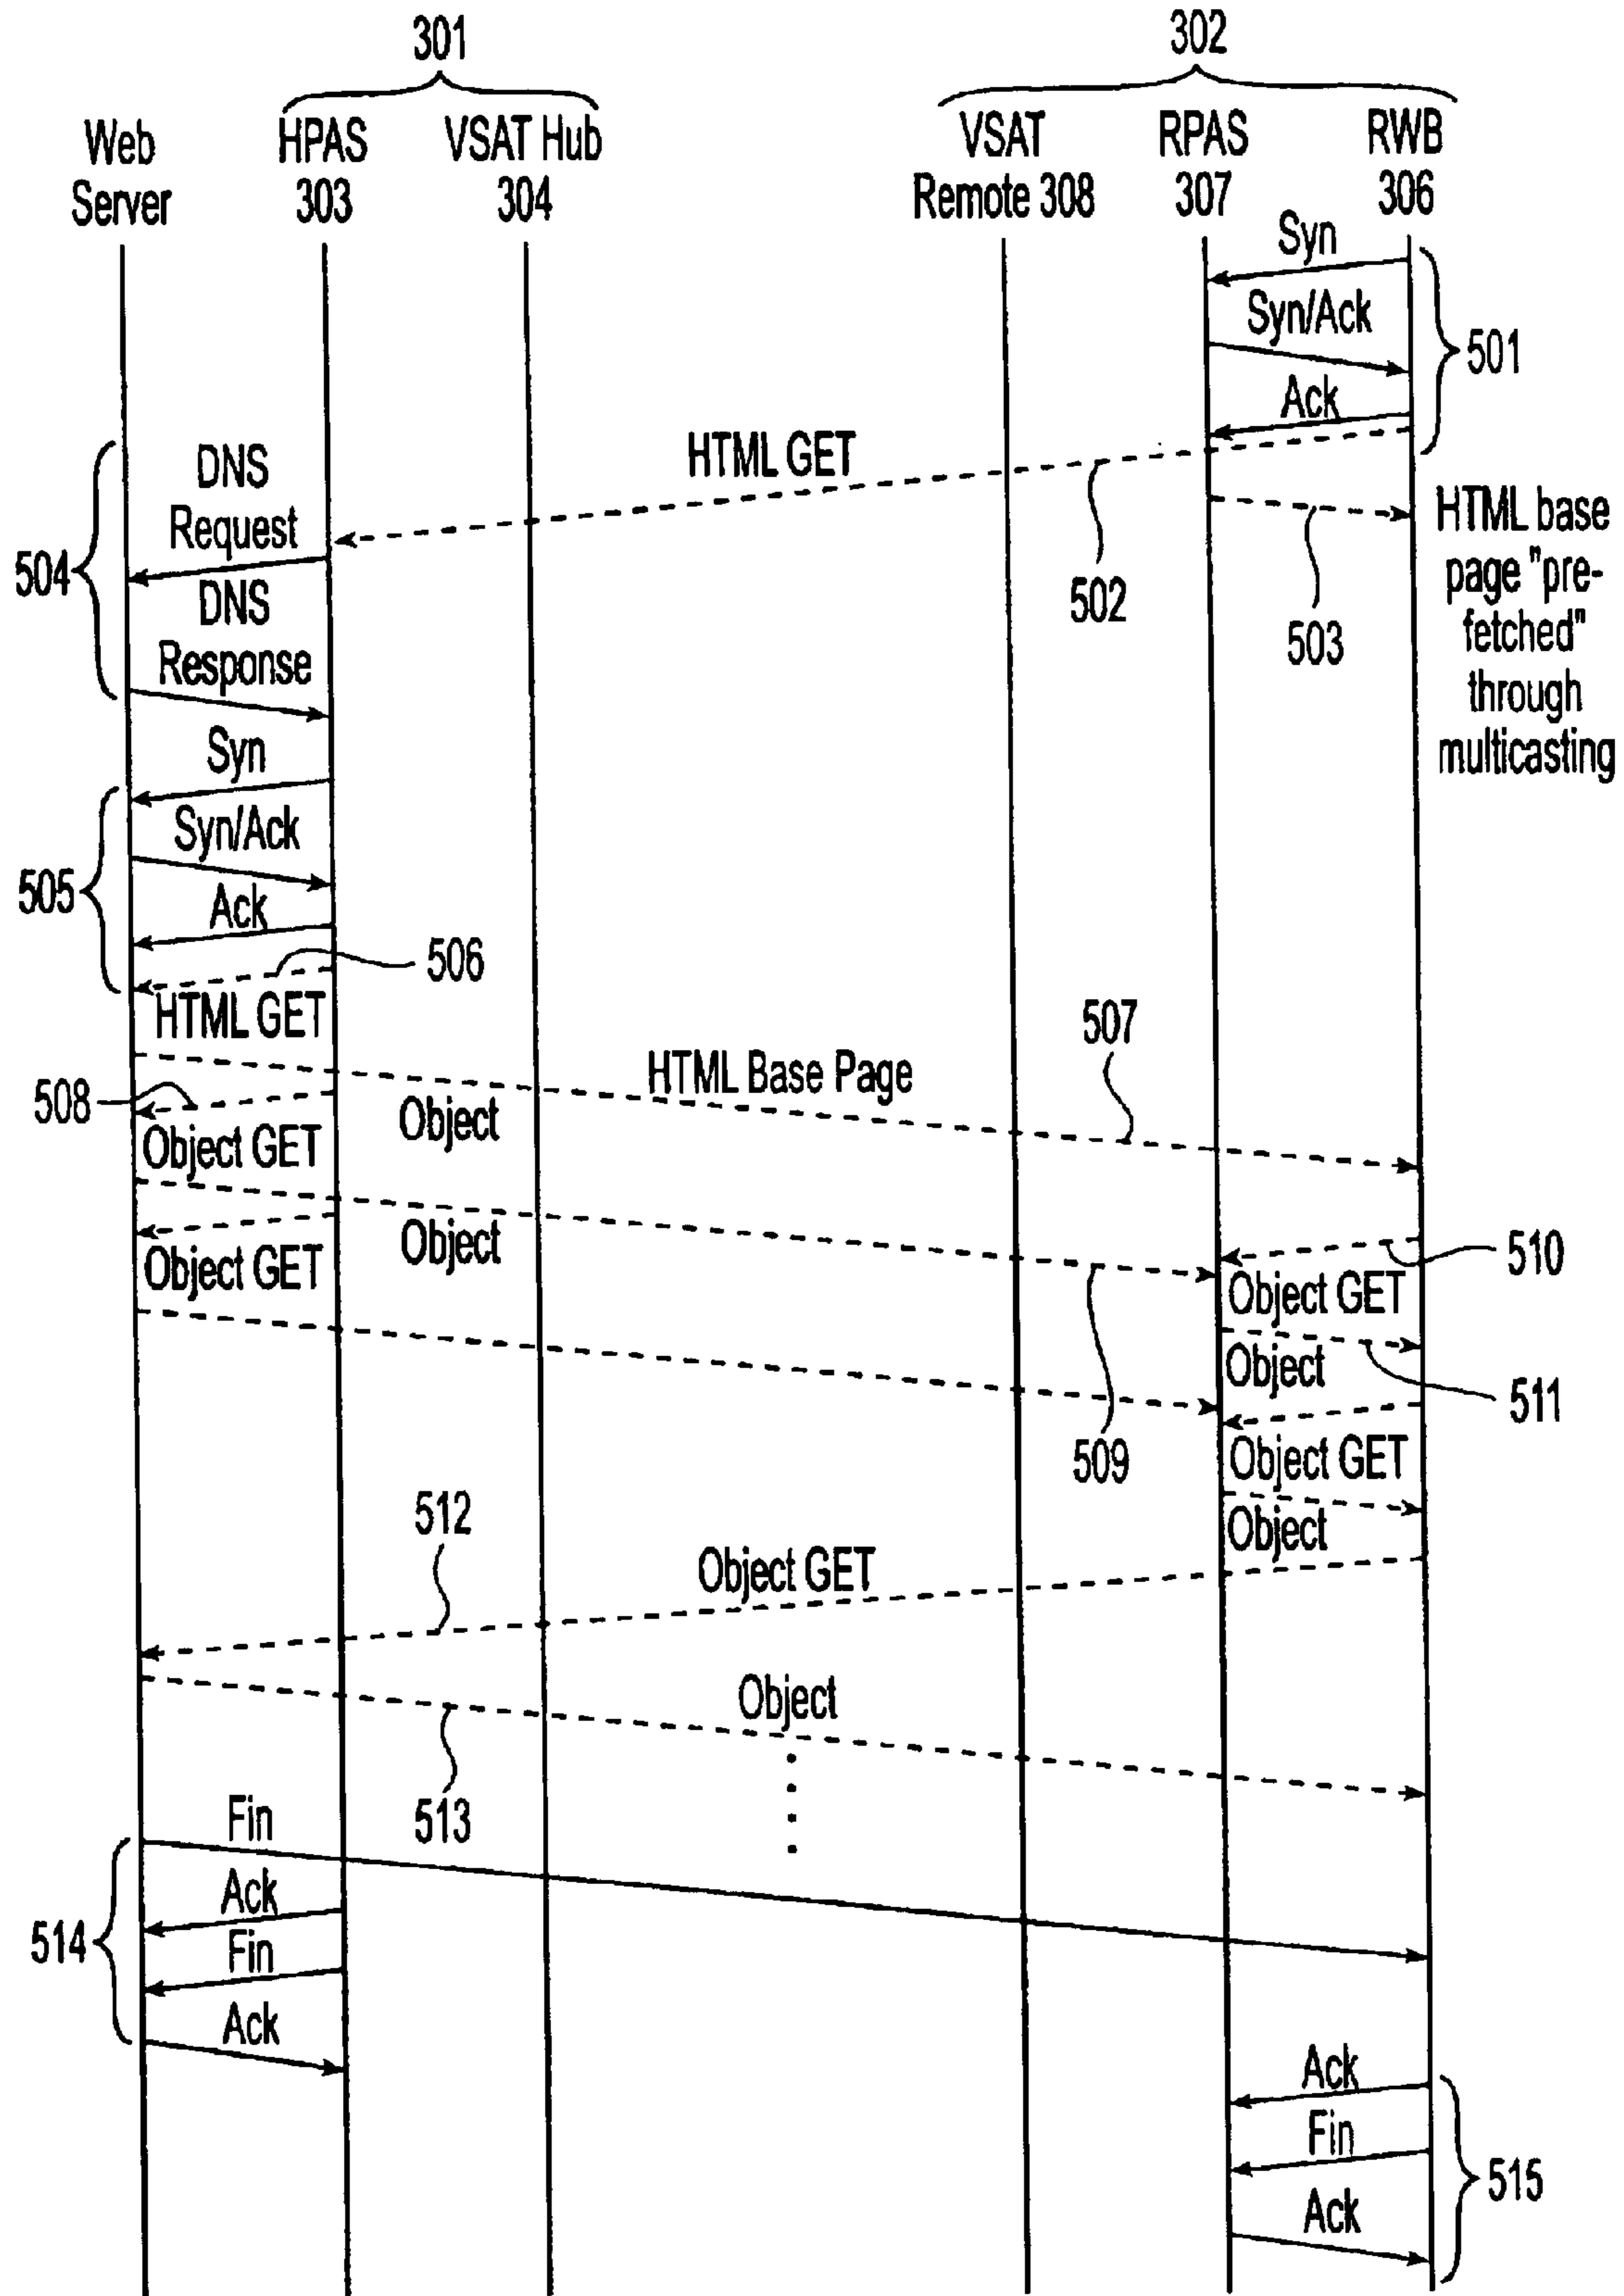 301
302
Web
Server
HPAS
303
VSAT Hub
304
VSAT
Remote 308
RPAS
307
RWB
306
Syn
Syn/Ack
Ack
501
HTML GET
502
503
HTML base
page "pre-
fetched"
through
multicasting
DNS
Request
504
DNS
Response
Syn
Syn/Ack
505
Ack
506
HTML GET
507
HTML Base Page
508
Object GET
Object
Object GET
Object
510
Object GET
Object
511
509
Object GET
Object
512
Object GET
Object
513
Fin
Ack
514
Fin
Ack
Ack
Fin
515
Ack